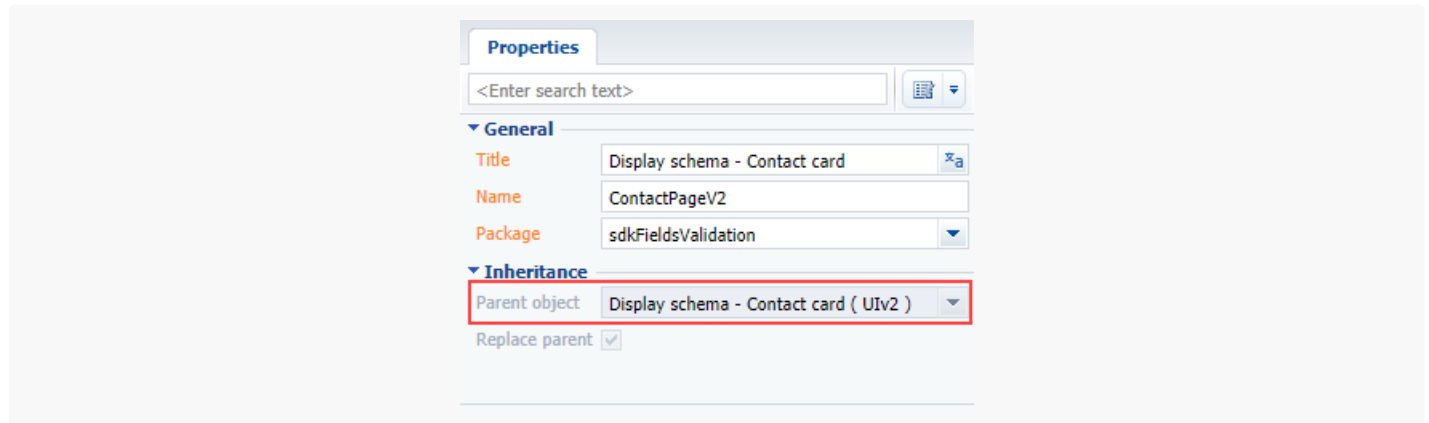 Properties
<Enter search text>
General
Title Display schema - Contact card
Name ContactPageV2
Package sdkFieldsValidation
Inheritance
Parent object Display schema - Contact card ( UIv2 )
Replace parent